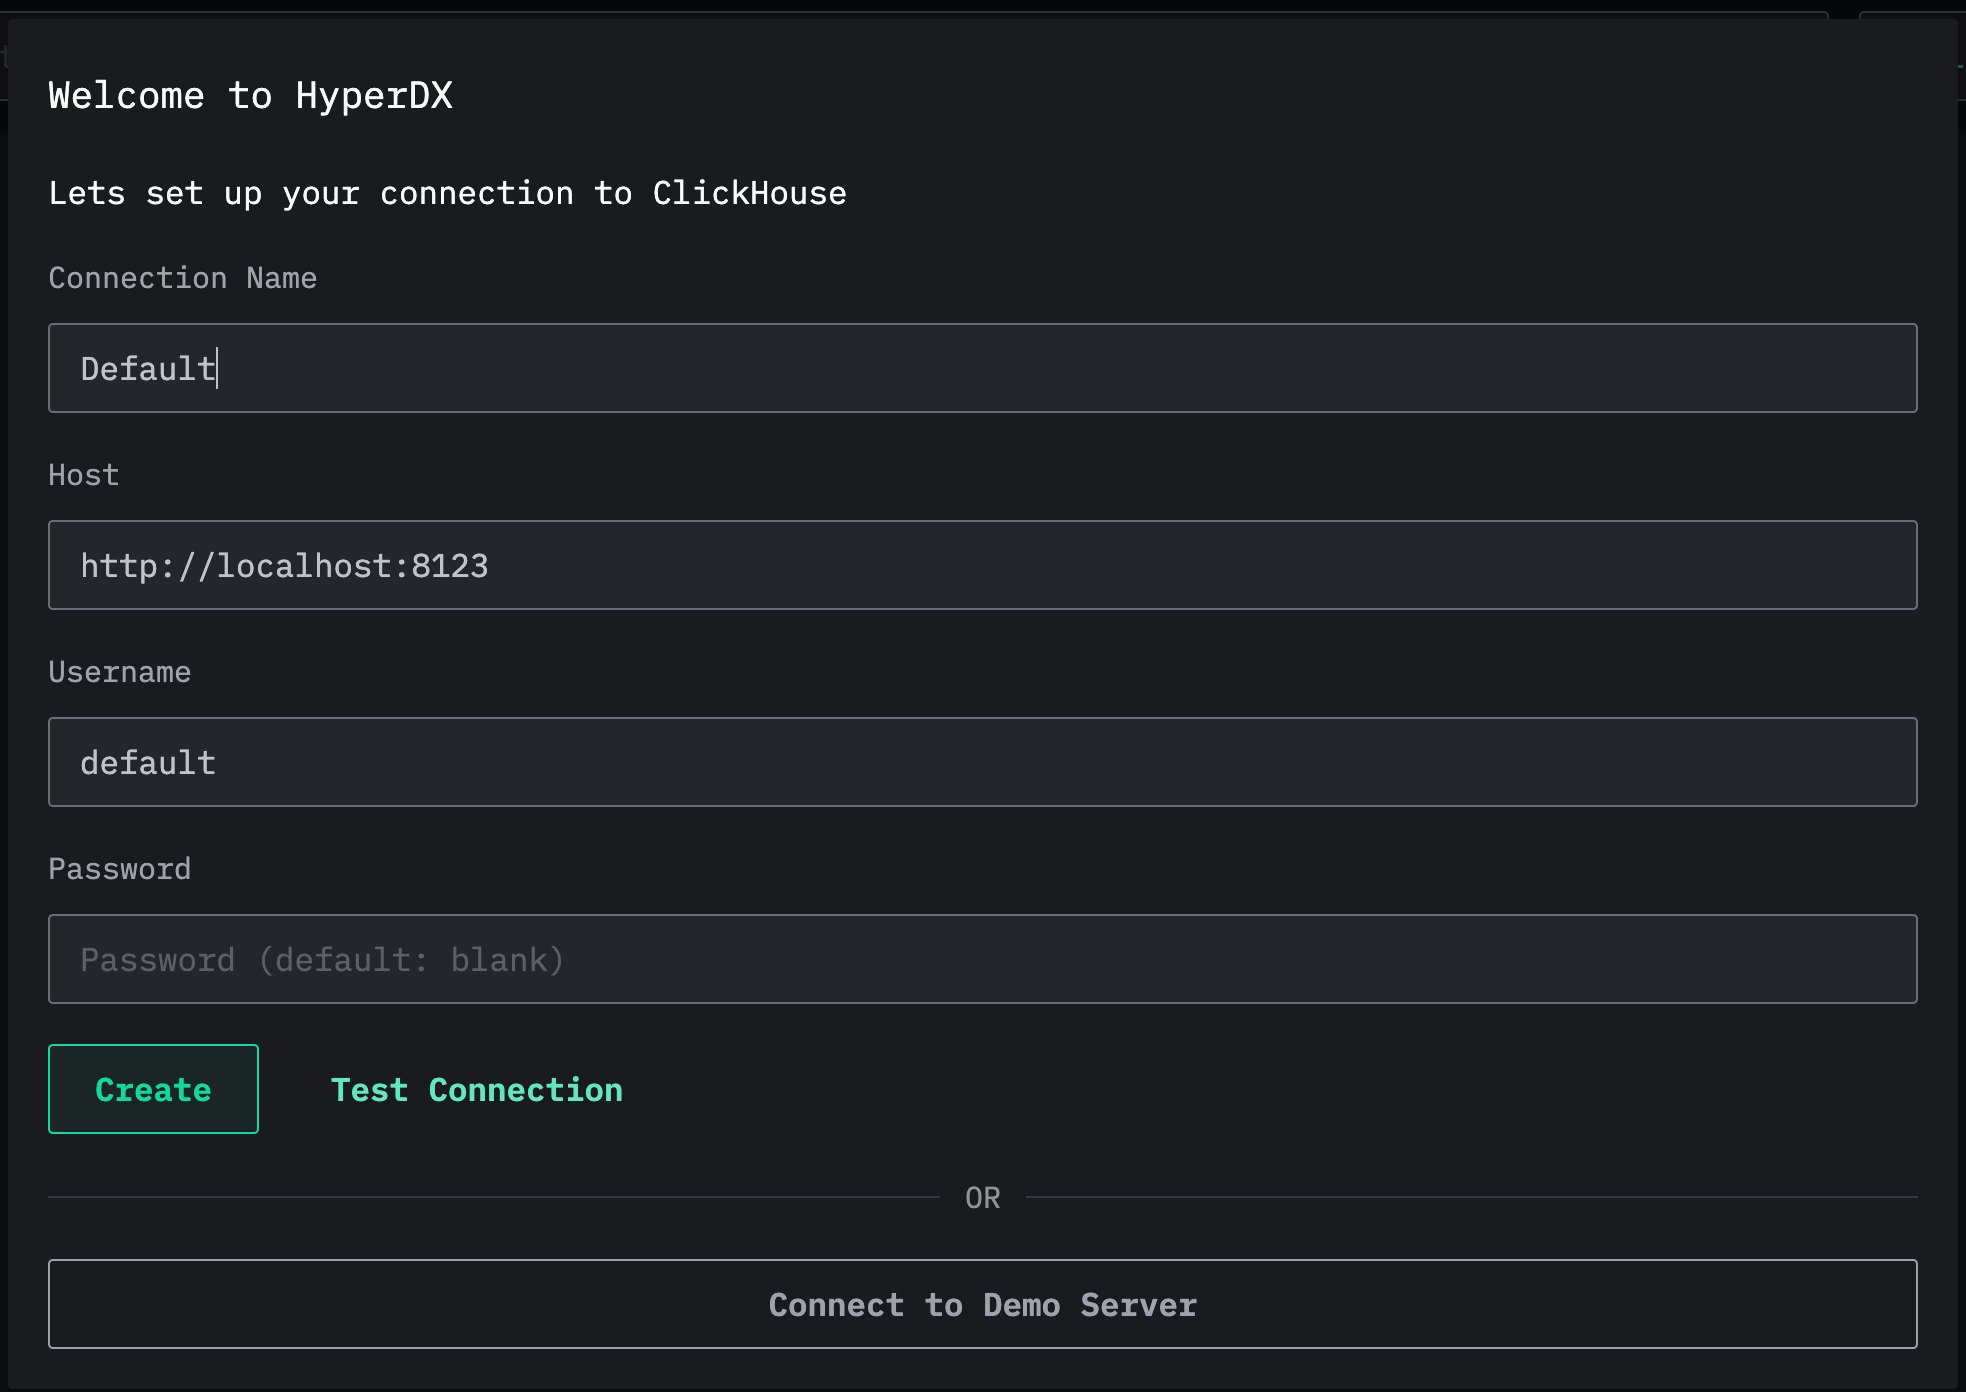 Welcome to HyperDX
Lets set up your connection to ClickHouse
Connection Name
Default
Host
http://localhost:8123
Username
default
Password
Password (default: blank)
Create
Test Connection
OR
Connect to Demo Server